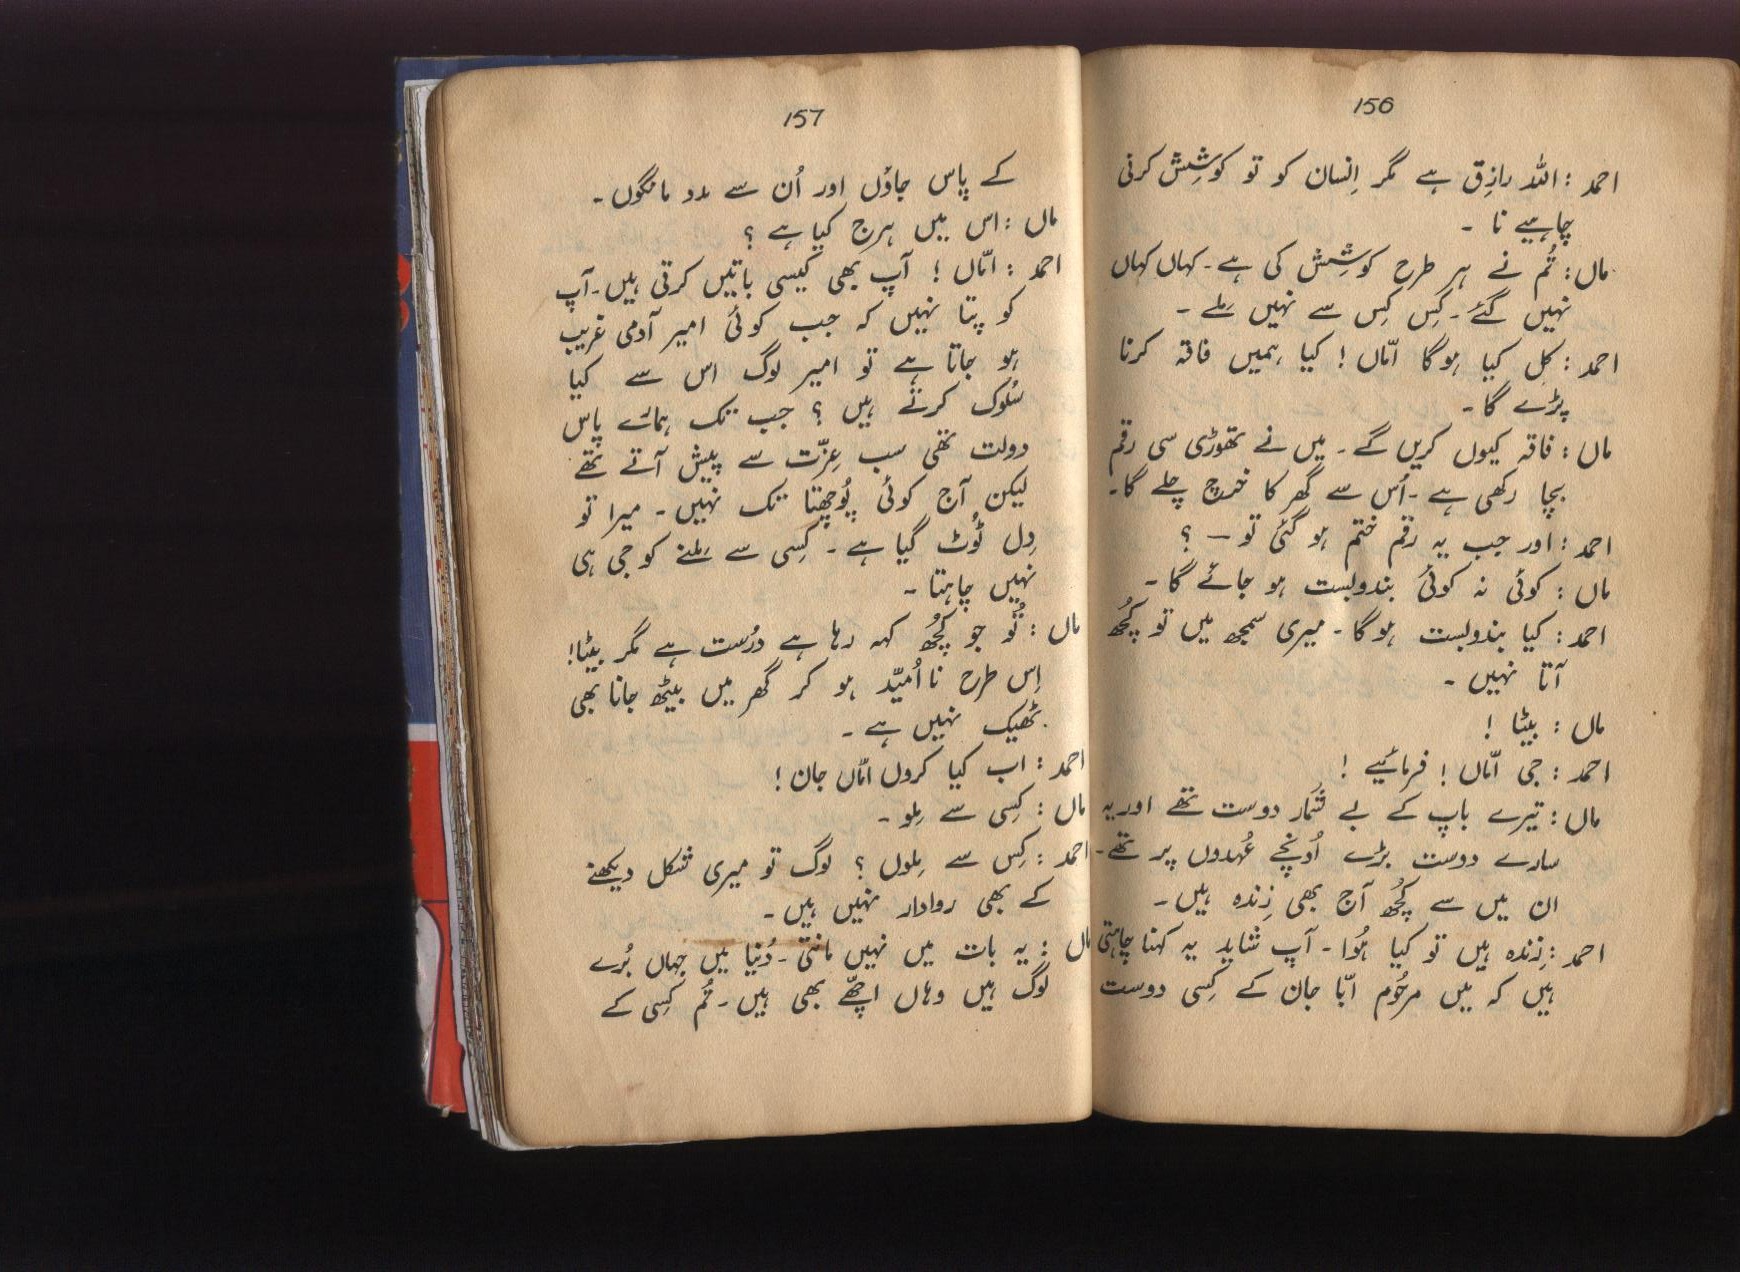 156
احمد : اللہ رازِق ہے مگر اِنسان کو تو کوشِش کرنی
چاہیے نا ۔
ماں : تُم نے ہر طرح کوشِش کی ہے ۔ کہاں کہاں
نہیں گئے ۔ کِس کِس سے نہیں مِلے ۔
احمد : کل کیا ہوگا امّاں ! کیا ہمیں فاقہ کرنا
پڑے گا ۔
ماں : فاقہ کیوں کریں گے ۔ میں نے تھوڑی سی رقم
بچا رکھی ہے ۔ اُس سے گھر کا خرچ چلے گا ۔
احمد : اور جب یہ رقم ختم ہو گئی تو — ؟
ماں : کوئی نہ کوئی بندوبست ہو جائے گا ۔
احمد : کیا بندوبست ہوگا ۔ میری سمجھ میں تو کُچھ
آتا نہیں ۔
ماں : بیٹا !
احمد : جی امّاں ! فرمائیے !
ماں : تیرے باپ کے بے شُمار دوست تھے اور یہ
سارے دوست بڑے اُونچے عُہدوں پر تھے ۔
ان میں سے کُچھ آج بھی زِندہ ہیں ۔
احمد : زِندہ ہیں تو کیا ہُوا ۔ آپ شاید یہ کہنا چاہتی
ہیں کہ میں مرحُوم ابّا جان کے کِسی دوست
157
کے پاس جاؤں اور اُن سے مدد مانگوں ۔
ماں : اس میں ہرج کیا ہے ؟
احمد : امّاں ! آپ بھی کیسی باتیں کرتی ہیں ۔ آپ
کو پتا نہیں کہ جب کوئی امیر آدمی غریب
ہو جاتا ہے تو امیر لوگ اس سے کیا
سُلوک کرتے ہیں ؟ جب تک ہمارے پاس
دولت تھی سب عِزّت سے پیش آتے تھے
لیکن آج کوئی پُوچھتا تک نہیں ۔ میرا تو
دِل ٹُوٹ گیا ہے ۔ کِسی سے مِلنے کو جی ہی
نہیں چاہتا ۔
ماں : تُو جو کُچھ کہہ رہا ہے درُست ہے مگر بیٹا !
اِس طرح نا اُمیّد ہو کر گھر میں بیٹھ جانا بھی
ٹھیک نہیں ہے ۔
احمد : اب کیا کروں امّاں جان !
ماں : کِسی سے مِلو ۔
احمد : کِس سے مِلوں ؟ لوگ تو میری شکل دیکھنے
کے بھی روادار نہیں ہیں ۔
ماں : یہ بات میں نہیں مانتی ۔ دُنیا میں جہاں بُرے
لوگ ہیں وہاں اچھّے بھی ہیں ۔ تُم کِسی کے